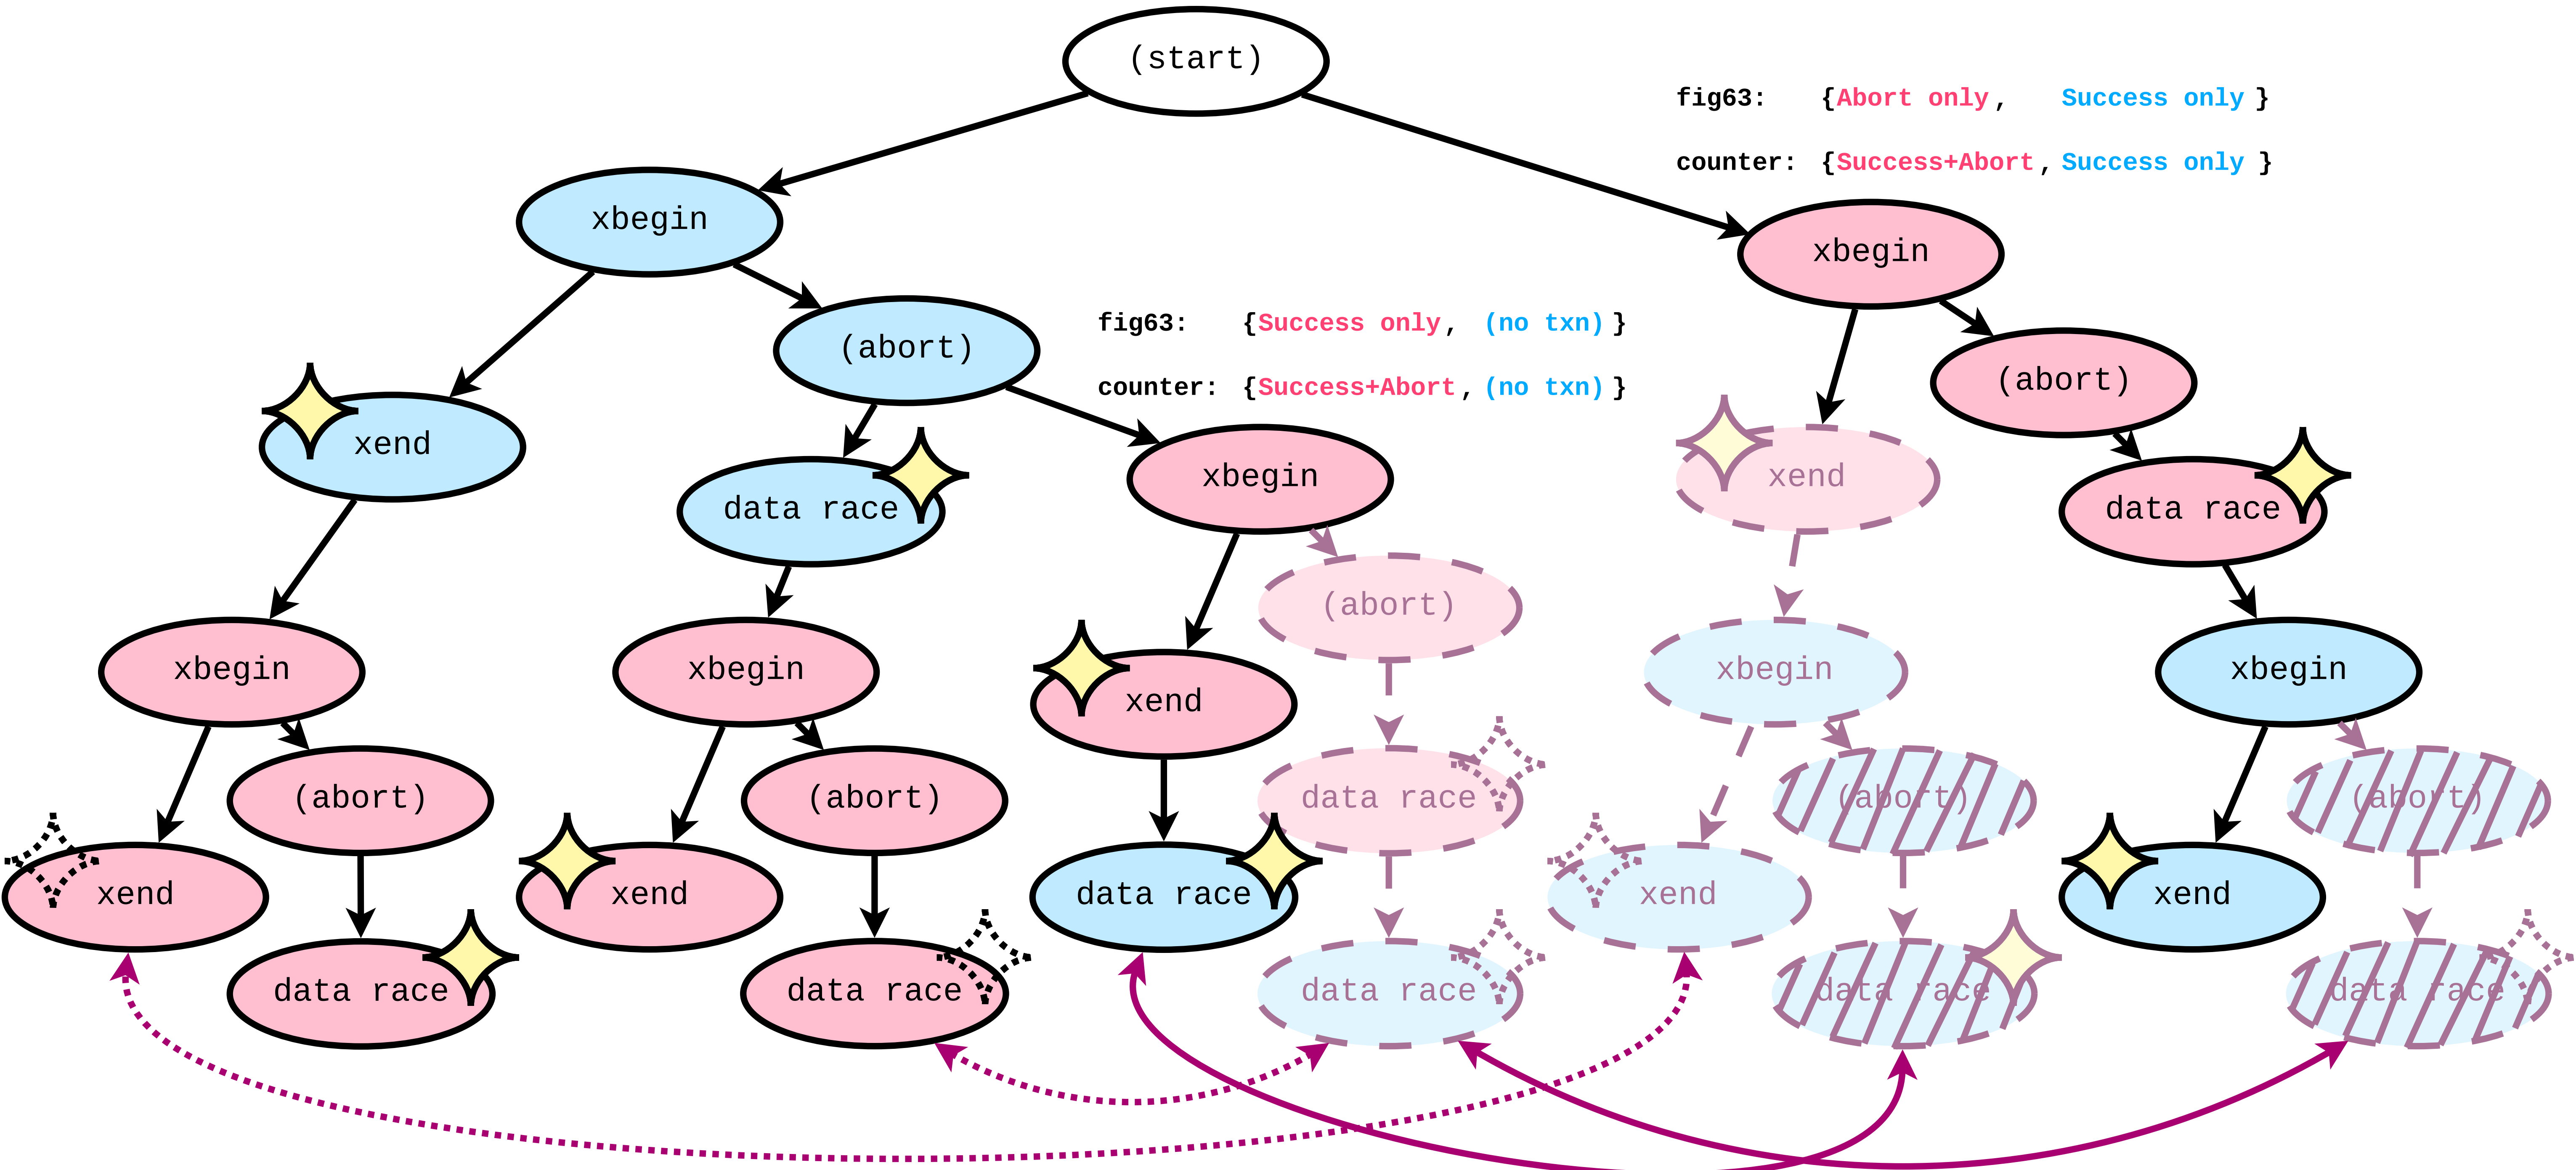 (start)
fig63: {Abort only, Success only}
counter: {Success+Abort, Success only}
xbegin
xbegin
fig63: {Success only, (no txn)}
(abort)
(abort)
counter: {Success+Abort, (no txn)}
xend
xbegin
xend
data race
data race
(abort)
xbegin
xbegin
xend
xbegin
xbegin
(abort)
(abort)
data race
(abort)
(abort)
xend
xend
data race
xend
xend
data race
data race
data race
data race
data race